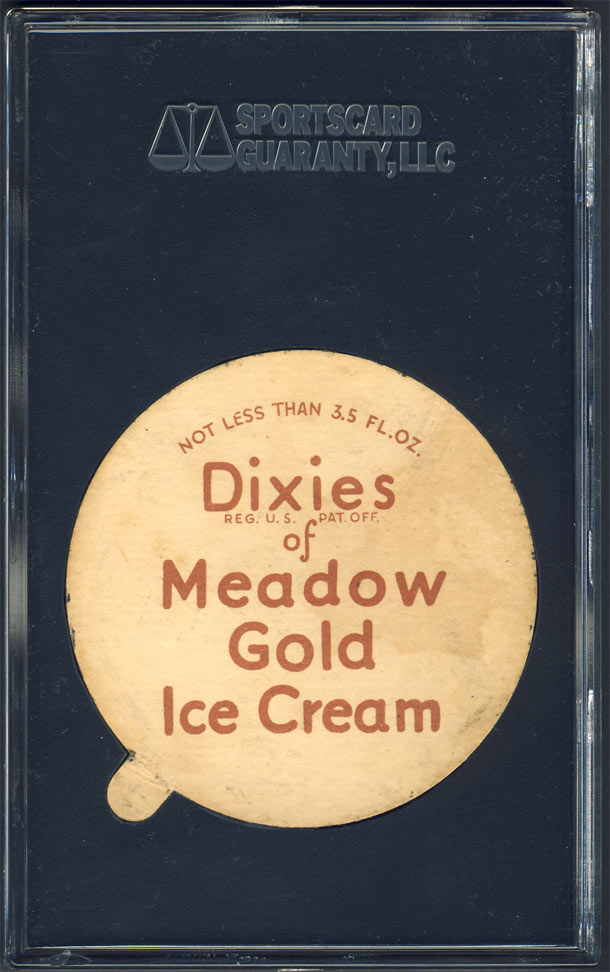 SPORTSCARD
GUARANTY, LLC
NOT LESS THAN 3.5 FL.OZ.
Dixies
REG. U.S. PAT. OFF.
of
Meadow
Gold
Ice Cream